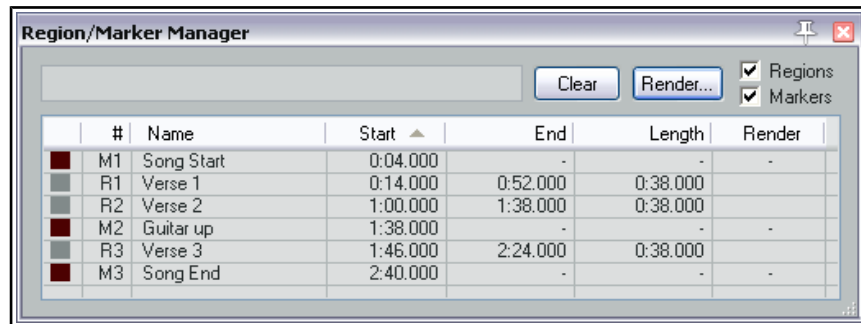 Region/Marker Manager
Clear Render... Regions
Markers
# Name Start End Length Render
M1 Song Start 0:04.000 - - -
R1 Verse 1 0:14.000 0:52.000 0:38.000
R2 Verse 2 1:00.000 1:38.000 0:38.000
M2 Guitar up 1:38.000 - - -
R3 Verse 3 1:46.000 2:24.000 0:38.000
M3 Song End 2:40.000 - - -